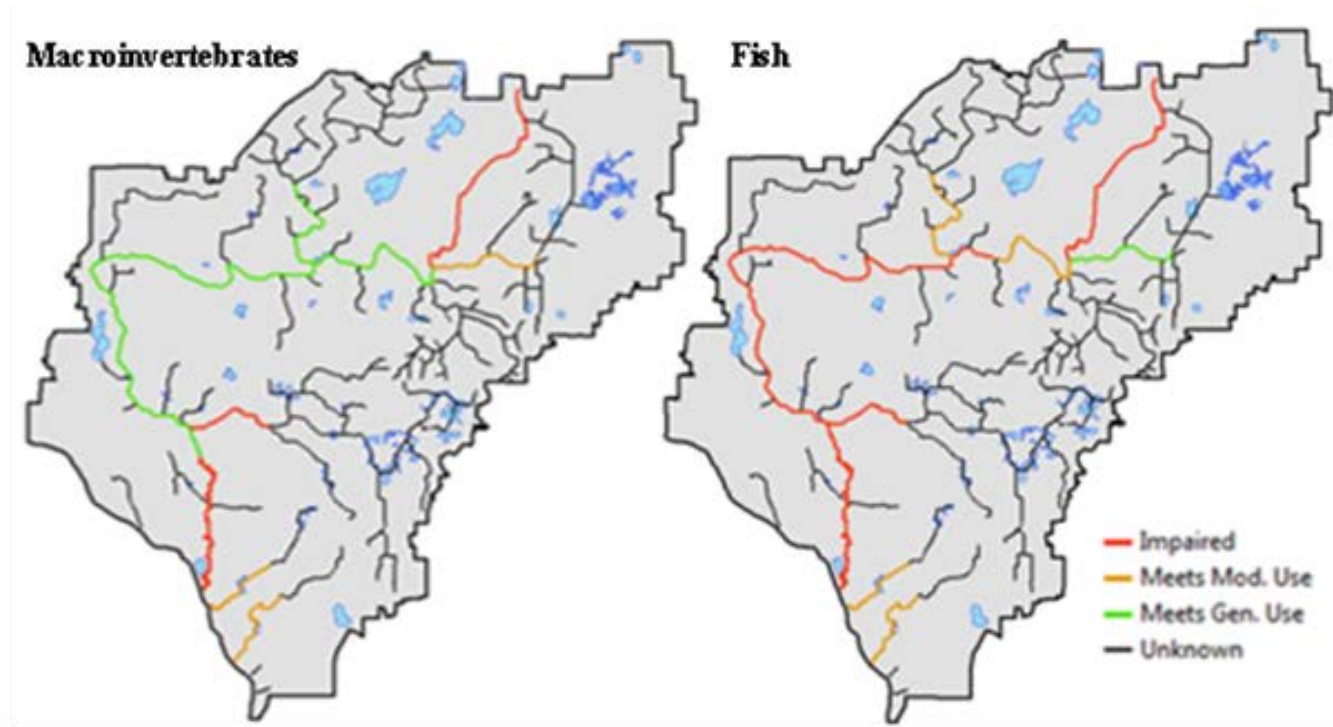 Macroinvertebrates
Fish
Impaired
Meets Mod. Use
Meets Gen. Use
Unknown